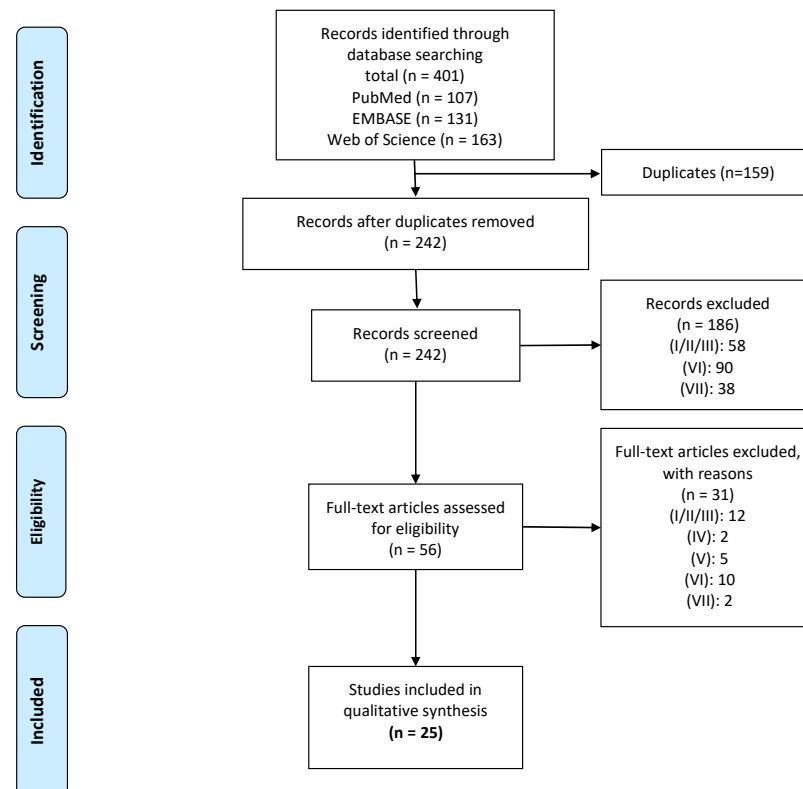 Identification
Records identified through
database searching
total (n = 401)
PubMed (n = 107)
EMBASE (n = 131)
Web of Science (n = 163)
Duplicates (n=159)
Records after duplicates removed
(n = 242)
Screening
Records screened
(n = 242)
Records excluded
(n = 186)
(I/II/III): 58
(VI): 90
(VII): 38
Eligibility
Full-text articles assessed
for eligibility
(n = 56)
Full-text articles excluded,
with reasons
(n = 31)
(I/II/III): 12
(IV): 2
(V): 5
(VI): 10
(VII): 2
Included
Studies included in
qualitative synthesis
(n = 25)